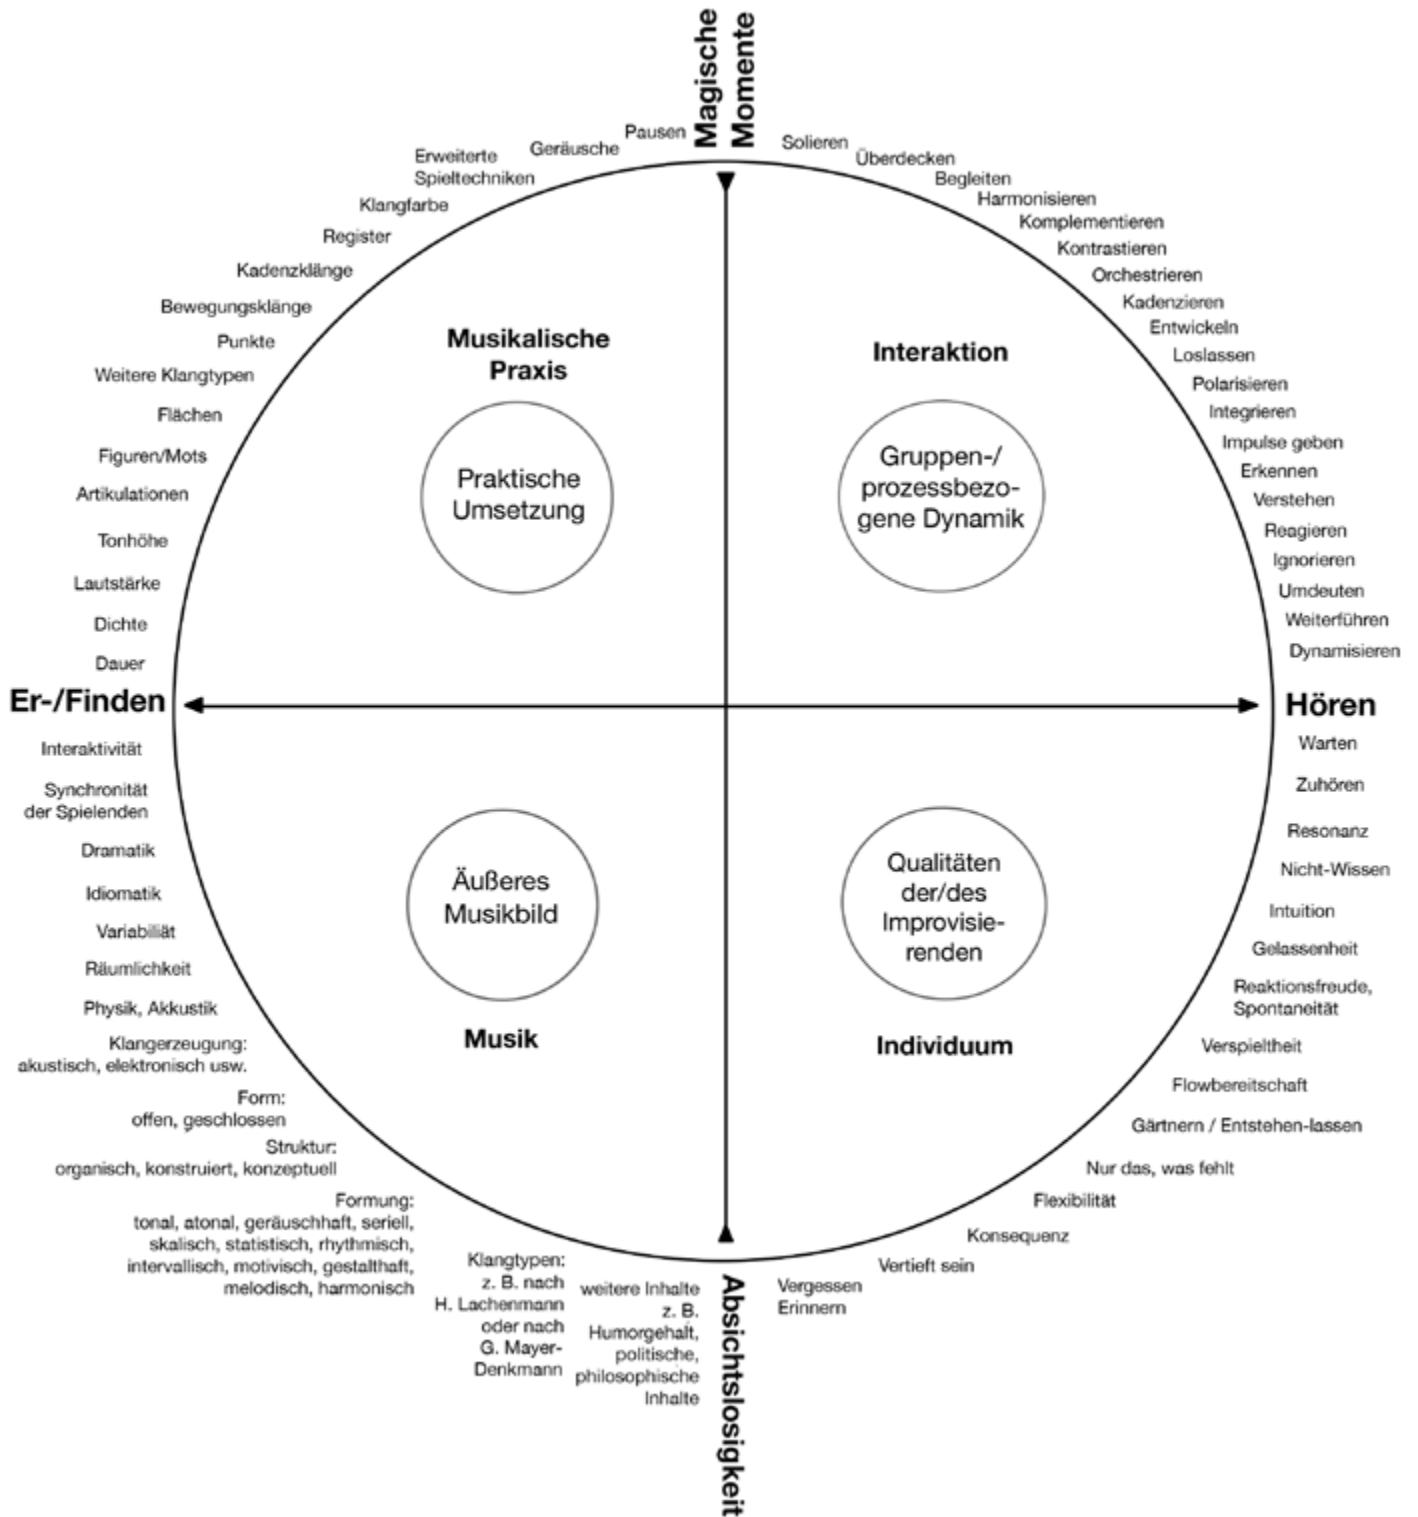 Magische
Momente
Pausen
Geräusche
Erweiterte
Spieltechniken
Klangfarbe
Register
Kadenzklänge
Bewegungsklänge
Punkte
Weitere Klangtypen
Flächen
Figuren/Mots
Artikulationen
Tonhöhe
Lautstärke
Dichte
Dauer
Solieren
Überdecken
Begleiten
Harmonisieren
Komplementieren
Kontrastieren
Orchestrieren
Kadenzieren
Entwickeln
Loslassen
Polarisieren
Integrieren
Impulse geben
Erkennen
Verstehen
Reagieren
Ignorieren
Umdeuten
Weiterführen
Dynamisieren
Musikalische
Praxis
Praktische
Umsetzung
Interaktion
Gruppen-/
prozessbezo-
gene Dynamik
Er-/Finden
Hören
Interaktivität
Synchronität
der Spielenden
Dramatik
Idiomatik
Variabiliät
Räumlichkeit
Physik, Akkustik
Klangerzeugung:
akustisch, elektronisch usw.
Form:
offen, geschlossen
Struktur:
organisch, konstruiert, konzeptuell
Formung:
tonal, atonal, geräuschhaft, seriell,
skalisch, statistisch, rhythmisch,
intervallisch, motivisch, gestalthaft,
melodisch, harmonisch
Klangtypen:
z. B. nach
H. Lachenmann
oder nach
G. Mayer-
Denkmann
weitere Inhalte
z. B.
Humorgehalt,
politische,
philosophische
Inhalte
Äußeres
Musikbild
Musik
Qualitäten
der/des
Improvisie-
renden
Individuum
Warten
Zuhören
Resonanz
Nicht-Wissen
Intuition
Gelassenheit
Reaktionsfreude,
Spontaneität
Verspieltheit
Flowbereitschaft
Gärtnern / Entstehen-lassen
Nur das, was fehlt
Flexibilität
Konsequenz
Vertieft sein
Vergessen
Erinnern
Absichtslosigkeit